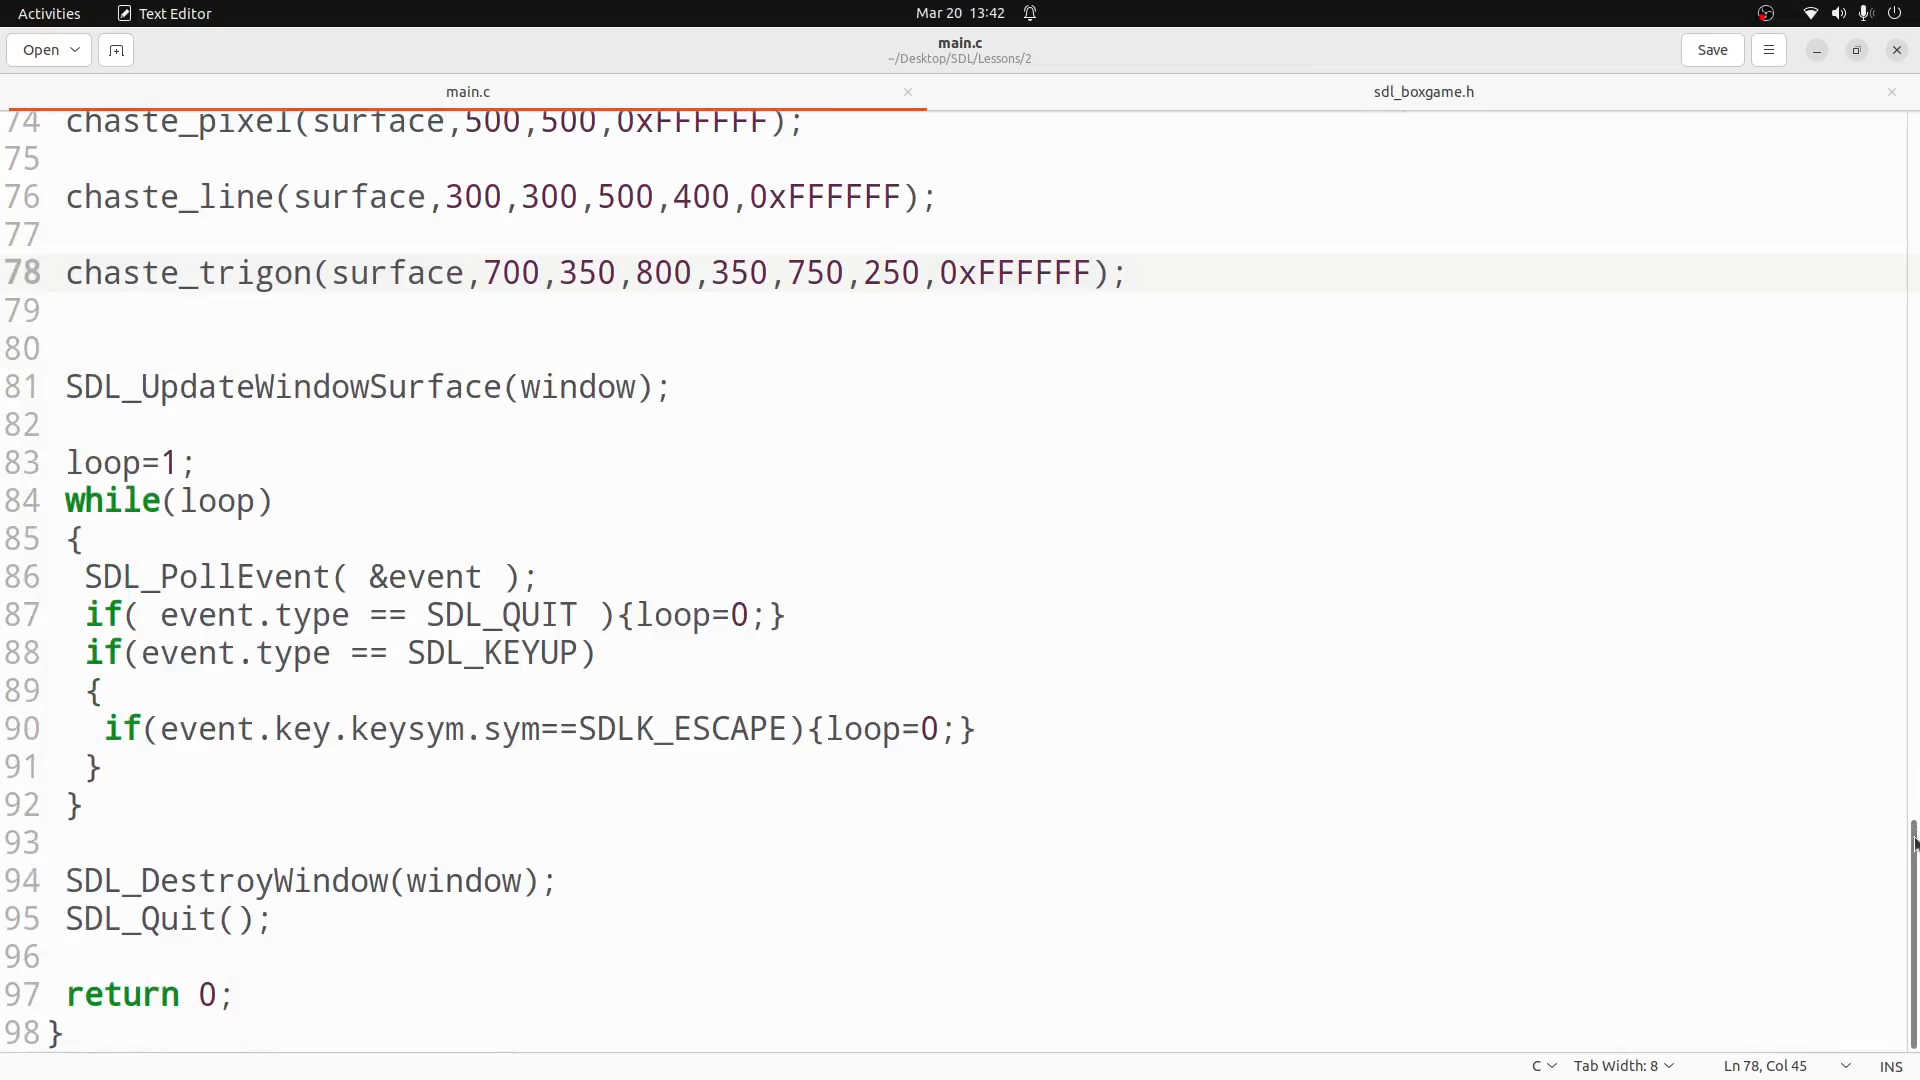 Activities Text Editor Mar 20 13:42
Open main.c Save
~/Desktop/SDL/Lessons/2
main.c sdl_boxgame.h
74 chaste_pixel(surface,500,500,0xFFFFFF);
75
76 chaste_line(surface,300,300,500,400,0xFFFFFF);
77
78 chaste_trigon(surface,700,350,800,350,750,250,0xFFFFFF);
79
80
81 SDL_UpdateWindowSurface(window);
82
83 loop=1;
84 while(loop)
85 {
86 SDL_PollEvent( &event );
87 if( event.type == SDL_QUIT ){loop=0;}
88 if(event.type == SDL_KEYUP)
89 {
90 if(event.key.keysym.sym==SDLK_ESCAPE){loop=0;}
91 }
92 }
93
94 SDL_DestroyWindow(window);
95 SDL_Quit();
96
97 return 0;
98 }
C Tab Width: 8 Ln 78, Col 45 INS